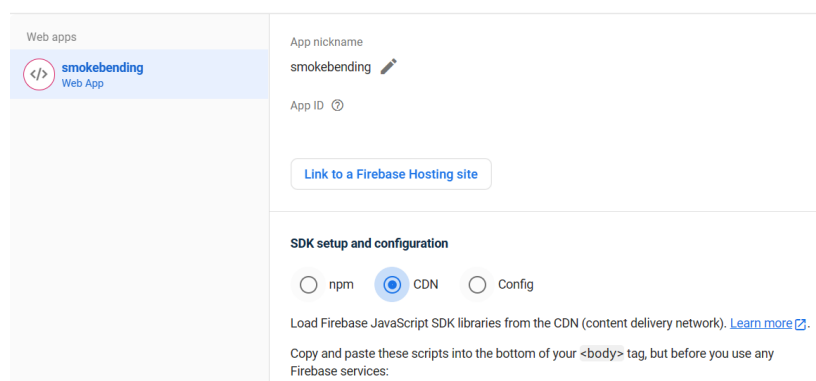 Web apps
</>
smokebending
Web App
App nickname
smokebending
App ID ?
Link to a Firebase Hosting site
SDK setup and configuration
npm CDN Config
Load Firebase JavaScript SDK libraries from the CDN (content delivery network). Learn more.
Copy and paste these scripts into the bottom of your <body> tag, but before you use any
Firebase services: